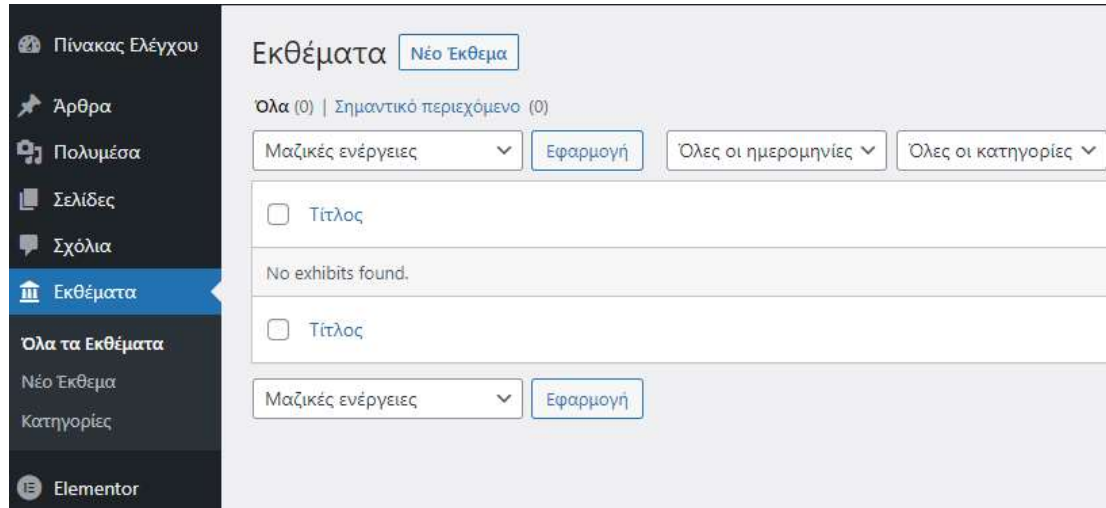 Πίνακας Ελέγχου
Άρθρα
Πολυμέσα
Σελίδες
Σχόλια
Εκθέματα
Όλα τα Εκθέματα
Νέο Έκθεμα
Κατηγορίες
Elementor
Εκθέματα Νέο Έκθεμα
Όλα (0) | Σημαντικό περιεχόμενο (0)
Μαζικές ενέργειες Εφαρμογή Όλες οι ημερομηνίες Όλες οι κατηγορίες
Τίτλος
No exhibits found.
Τίτλος
Μαζικές ενέργειες Εφαρμογή